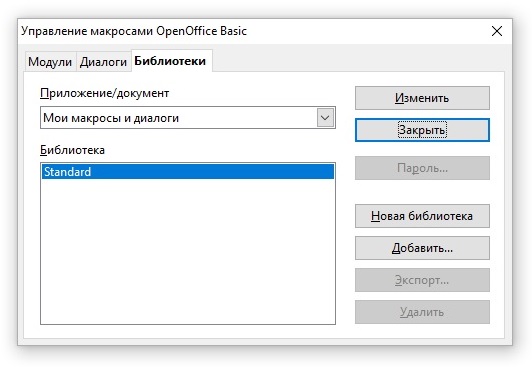 Управление макросами OpenOffice Basic
Модули Диалоги Библиотеки
Приложение/документ
Мои макросы и диалоги
Библиотека
Standard
Изменить
Закрыть
Пароль...
Новая библиотека
Добавить...
Экспорт...
Удалить